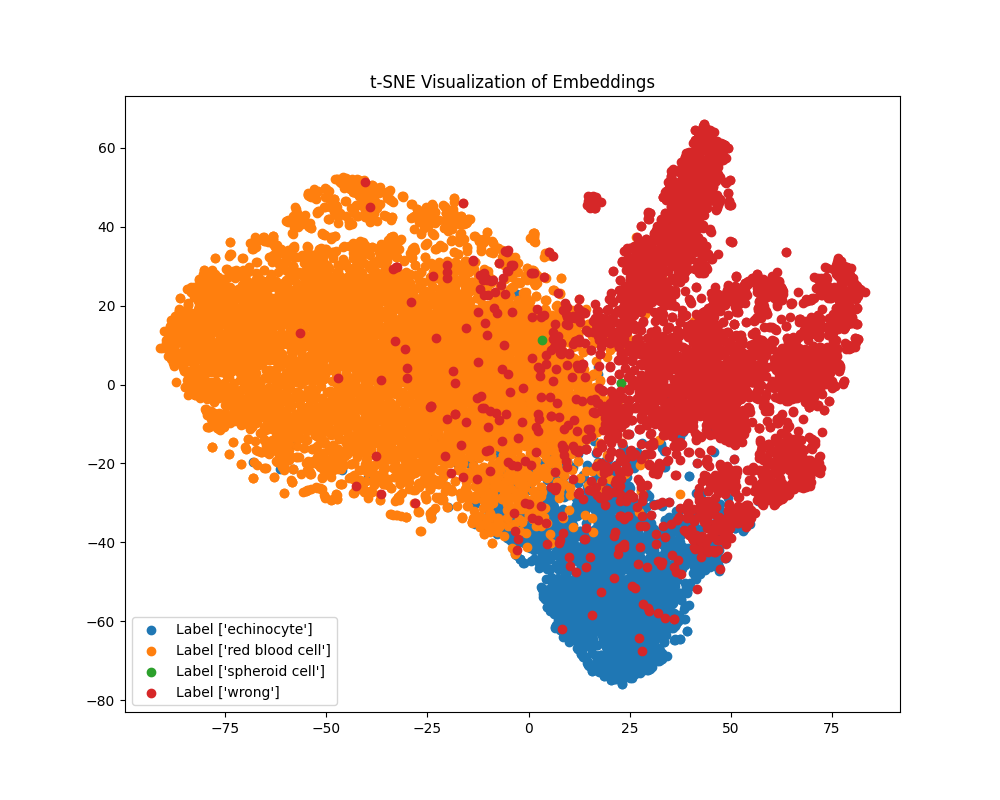 t-SNE Visualization of Embeddings
60
40
20
0
−20
−40
−60
−80
Label ['echinocyte']
Label ['red blood cell']
Label ['spheroid cell']
Label ['wrong']
−75 −50 −25 0 25 50 75